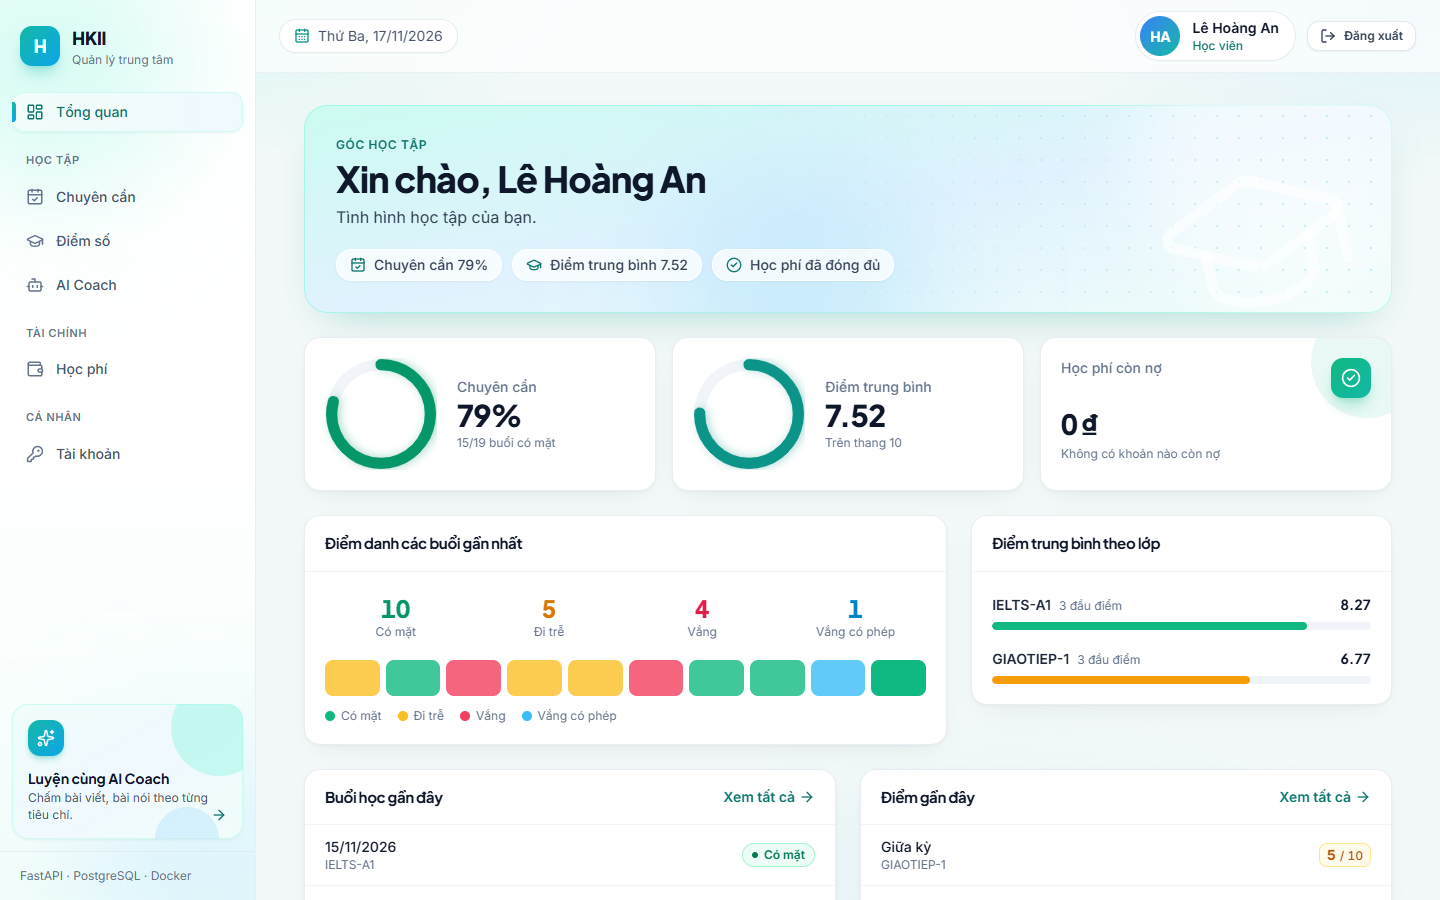 H
HKII
Quản lý trung tâm
Tổng quan
HỌC TẬP
Chuyên cần
Điểm số
AI Coach
TÀI CHÍNH
Học phí
CÁ NHÂN
Tài khoản
Luyện cùng AI Coach
Chấm bài viết, bài nói theo từng
tiêu chí.
FastAPI · PostgreSQL · Docker
Thứ Ba, 17/11/2026
HA
Lê Hoàng An
Học viên
Đăng xuất
GÓC HỌC TẬP
Xin chào, Lê Hoàng An
Tình hình học tập của bạn.
Chuyên cần 79%
Điểm trung bình 7.52
Học phí đã đóng đủ
Chuyên cần
79%
15/19 buổi có mặt
Điểm trung bình
7.52
Trên thang 10
Học phí còn nợ
0 ₫
Không có khoản nào còn nợ
Điểm danh các buổi gần nhất
10
Có mặt
5
Đi trễ
4
Vắng
1
Vắng có phép
Có mặt
Đi trễ
Vắng
Vắng có phép
Điểm trung bình theo lớp
IELTS-A1 3 đầu điểm 8.27
GIAOTIEP-1 3 đầu điểm 6.77
Buổi học gần đây
Xem tất cả
15/11/2026
IELTS-A1
Có mặt
Điểm gần đây
Xem tất cả
Giữa kỳ
GIAOTIEP-1
5 / 10